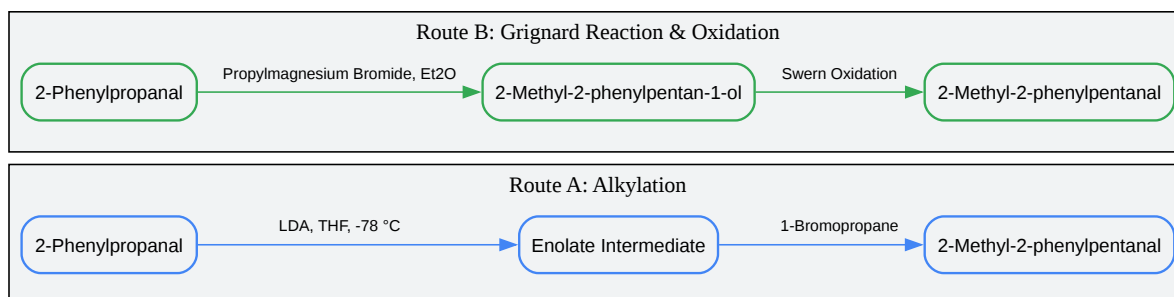 Route B: Grignard Reaction & Oxidation
2-Phenylpropanal
Propylmagnesium Bromide, Et2O
2-Methyl-2-phenylpentan-1-ol
Swern Oxidation
2-Methyl-2-phenylpentanal
Route A: Alkylation
2-Phenylpropanal
LDA, THF, -78 °C
Enolate Intermediate
1-Bromopropane
2-Methyl-2-phenylpentanal